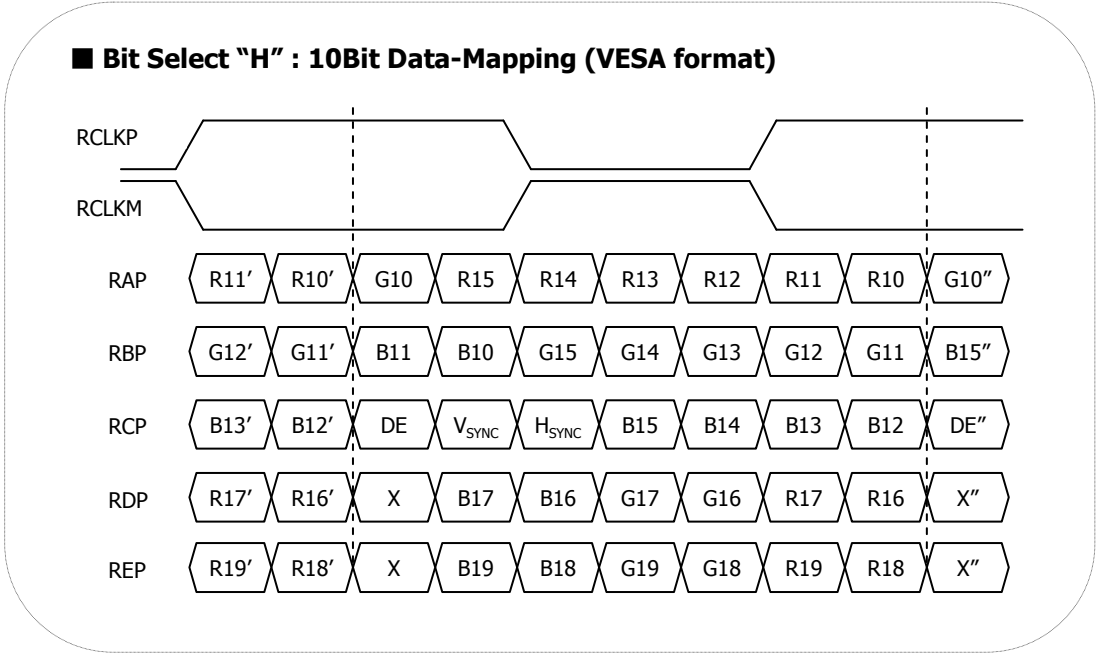 ■ Bit Select “H” : 10Bit Data-Mapping (VESA format)
RCLKP
RCLKM
RAP R11′ R10′ G10 R15 R14 R13 R12 R11 R10 G10″
RBP G12′ G11′ B11 B10 G15 G14 G13 G12 G11 B15″
RCP B13′ B12′ DE VSYNC HSYNC B15 B14 B13 B12 DE″
RDP R17′ R16′ X B17 B16 G17 G16 R17 R16 X″
REP R19′ R18′ X B19 B18 G19 G18 R19 R18 X″